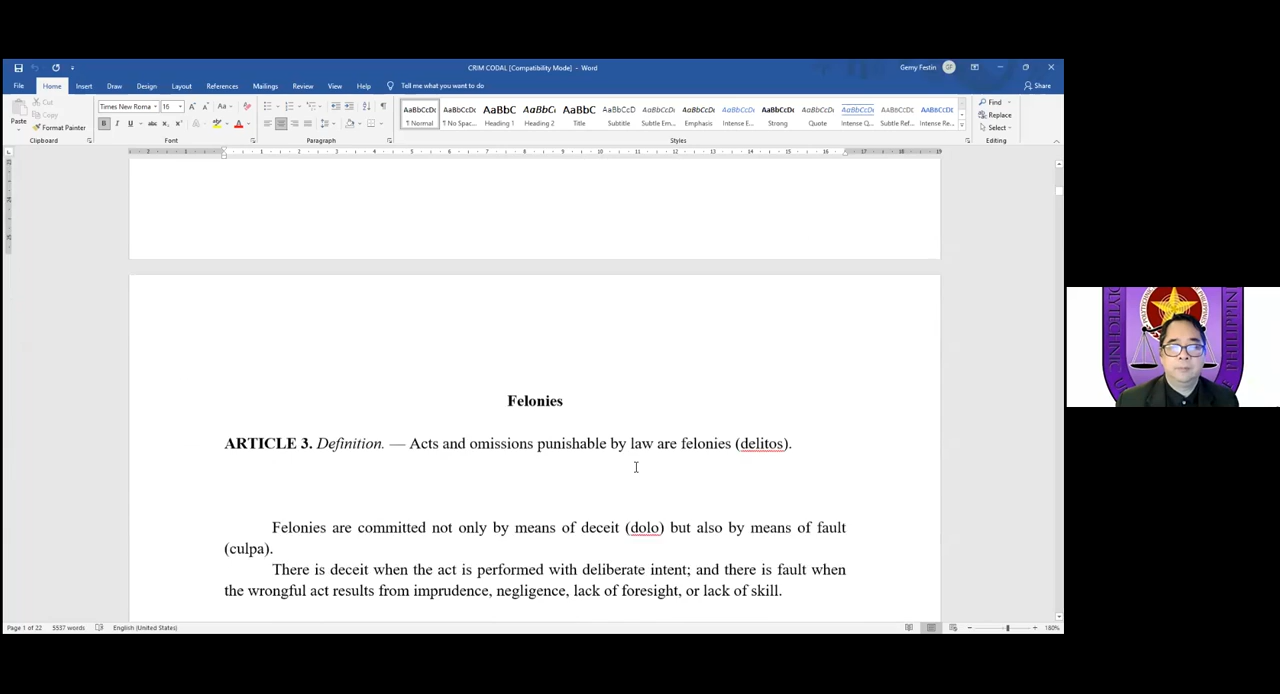 CRIM CODAL [Compatibility Mode] - Word
Gemy Festin GF
File Home Insert Draw Design Layout References Mailings Review View Help Tell me what you want to do Share
Paste
Cut
Copy
Format Painter
Clipboard
Times New Roma 16
Font
Paragraph
AaBbCcDc AaBbCcDc AaBbC AaBbCc AaBbC AaBbCcD AaBbCcDc AaBbCcDc AaBbCcDc AaBbCcDc AaBbCcDc AaBbCcDc AaBbCcDc AaBbCcDc
¶ Normal ¶ No Spac... Heading 1 Heading 2 Title Subtitle Subtle Em... Emphasis Intense E... Strong Quote Intense Q... Subtle Ref... Intense Re...
Styles
Find
Replace
Select
Editing
Felonies
ARTICLE 3. Definition. — Acts and omissions punishable by law are felonies (delitos).
Felonies are committed not only by means of deceit (dolo) but also by means of fault
(culpa).
There is deceit when the act is performed with deliberate intent; and there is fault when
the wrongful act results from imprudence, negligence, lack of foresight, or lack of skill.
Page 1 of 22 5537 words English (United States) 180%
POLYTECHNIC
PHILIPPIN